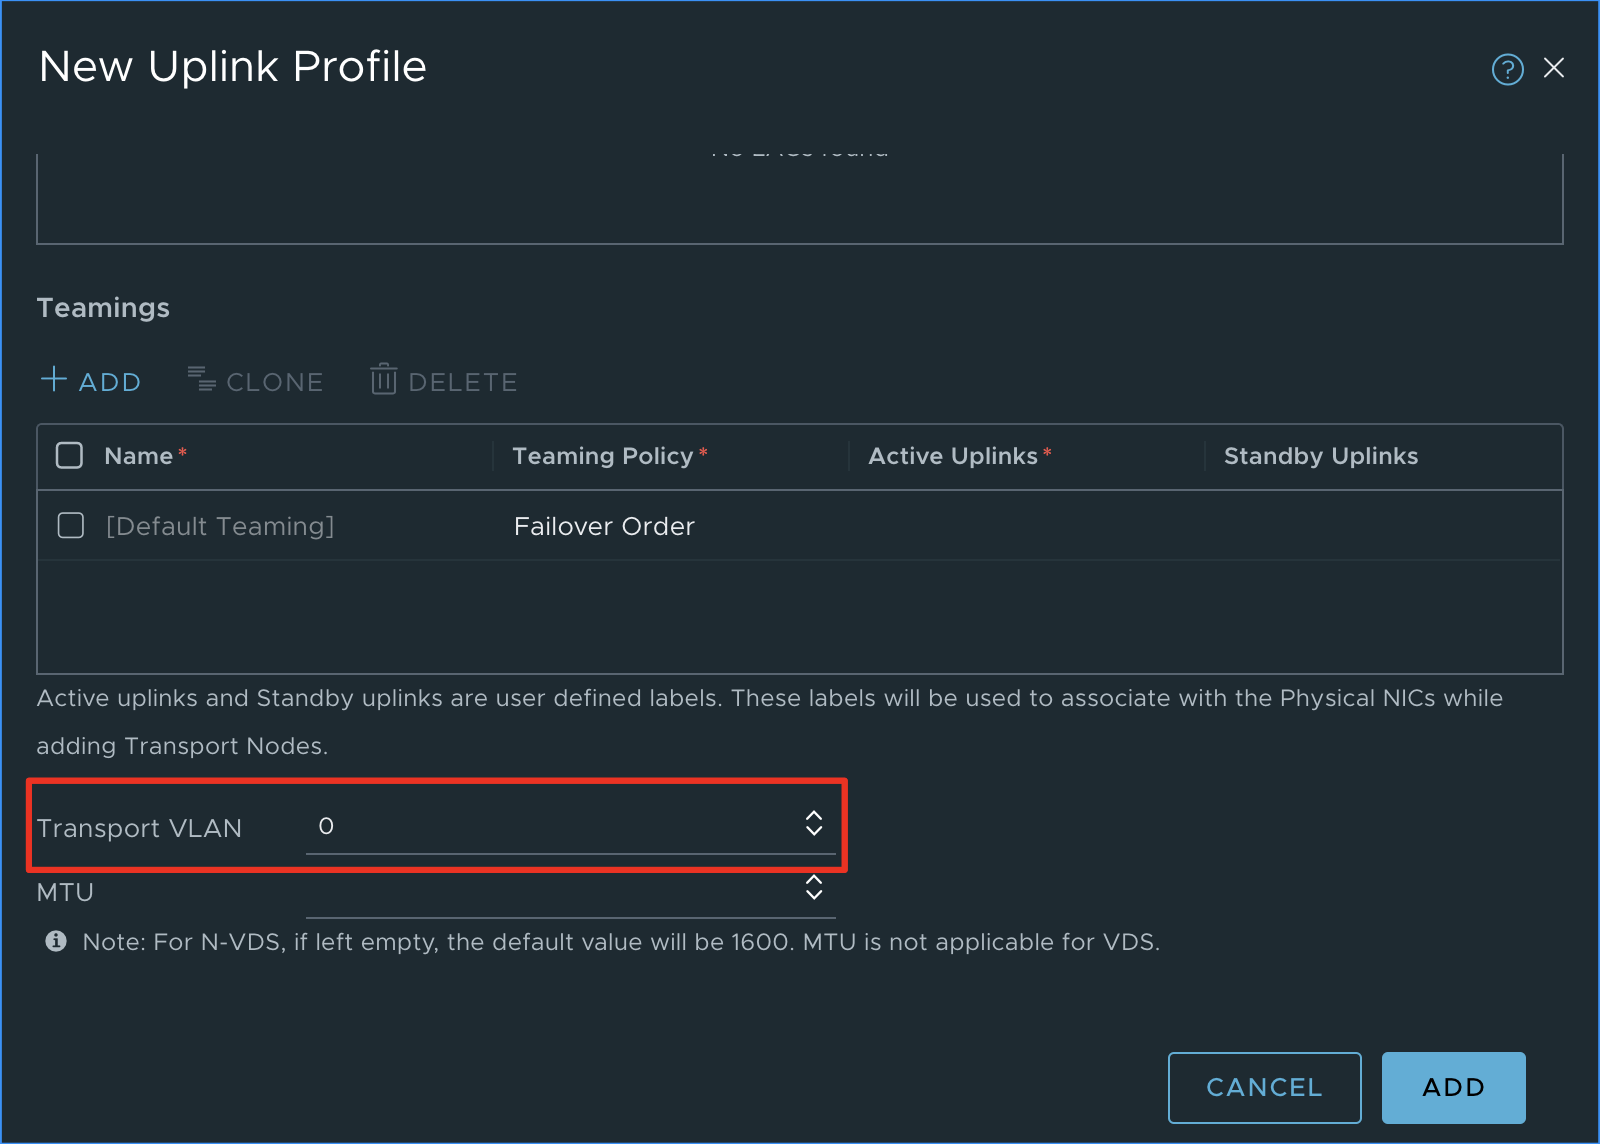 New Uplink Profile
No LAGs found
Teamings
ADD CLONE DELETE
Name* Teaming Policy* Active Uplinks* Standby Uplinks
[Default Teaming] Failover Order
Active uplinks and Standby uplinks are user defined labels. These labels will be used to associate with the Physical NICs while
adding Transport Nodes.
Transport VLAN 0
MTU
Note: For N-VDS, if left empty, the default value will be 1600. MTU is not applicable for VDS.
CANCEL ADD